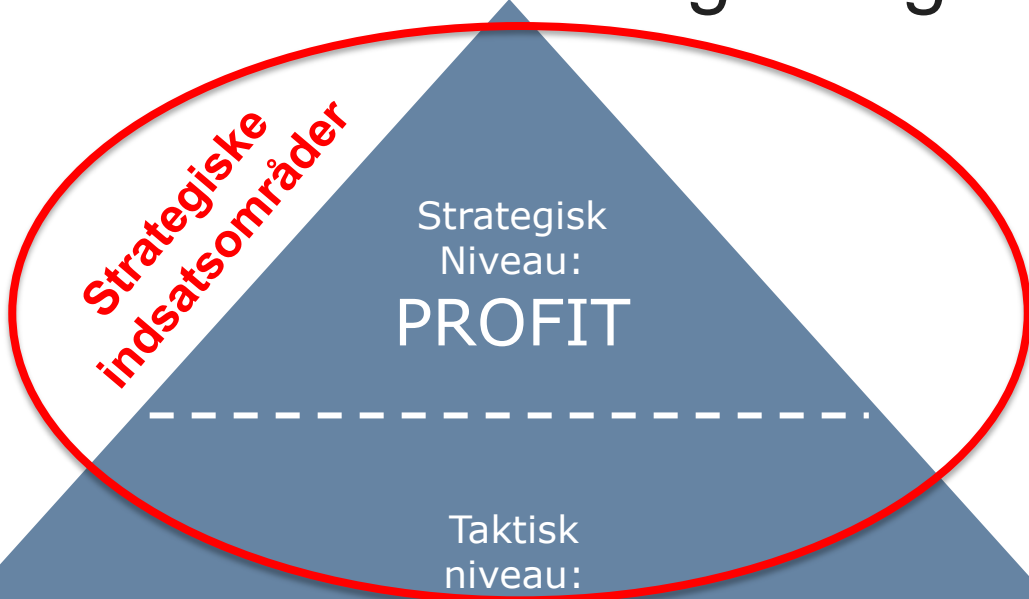 Strategiske
indsatsområder
Strategisk
Niveau:
PROFIT
Taktisk
niveau: